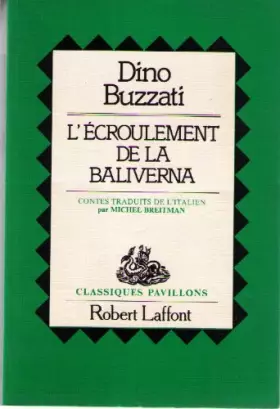 Dino
Buzzati
L'ÉCROULEMENT
DE LA
BALIVERNA
CONTES TRADUITS DE L'ITALIEN
par MICHEL BREITMAN
CLASSIQUES PAVILLONS
Robert Laffont